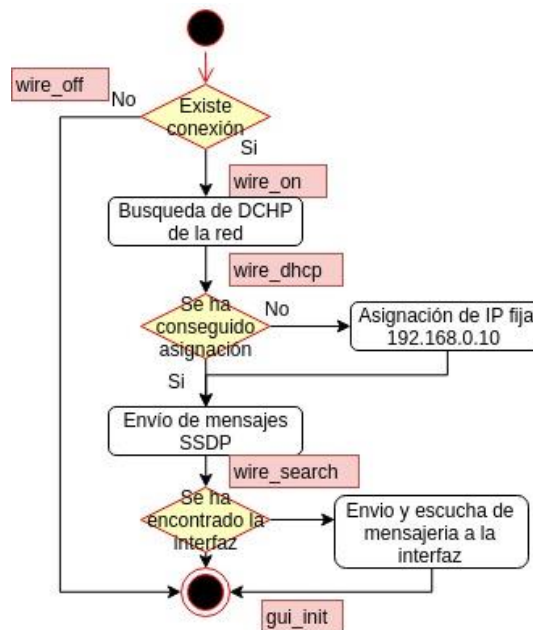 wire_off
No
Existe
conexión
Si
wire_on
Busqueda de DCHP
de la red
wire_dhcp
Se ha
conseguido
asignación
No
Asignación de IP fija
192.168.0.10
Si
Envío de mensajes
SSDP
wire_search
Se ha
encontrado la
interfaz
Envio y escucha de
mensajeria a la
interfaz
gui_init